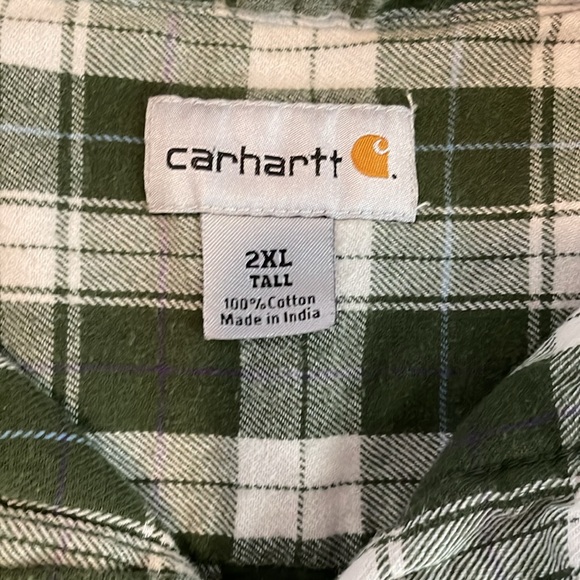 carhartt
2XL
TALL
100% Cotton
Made in India